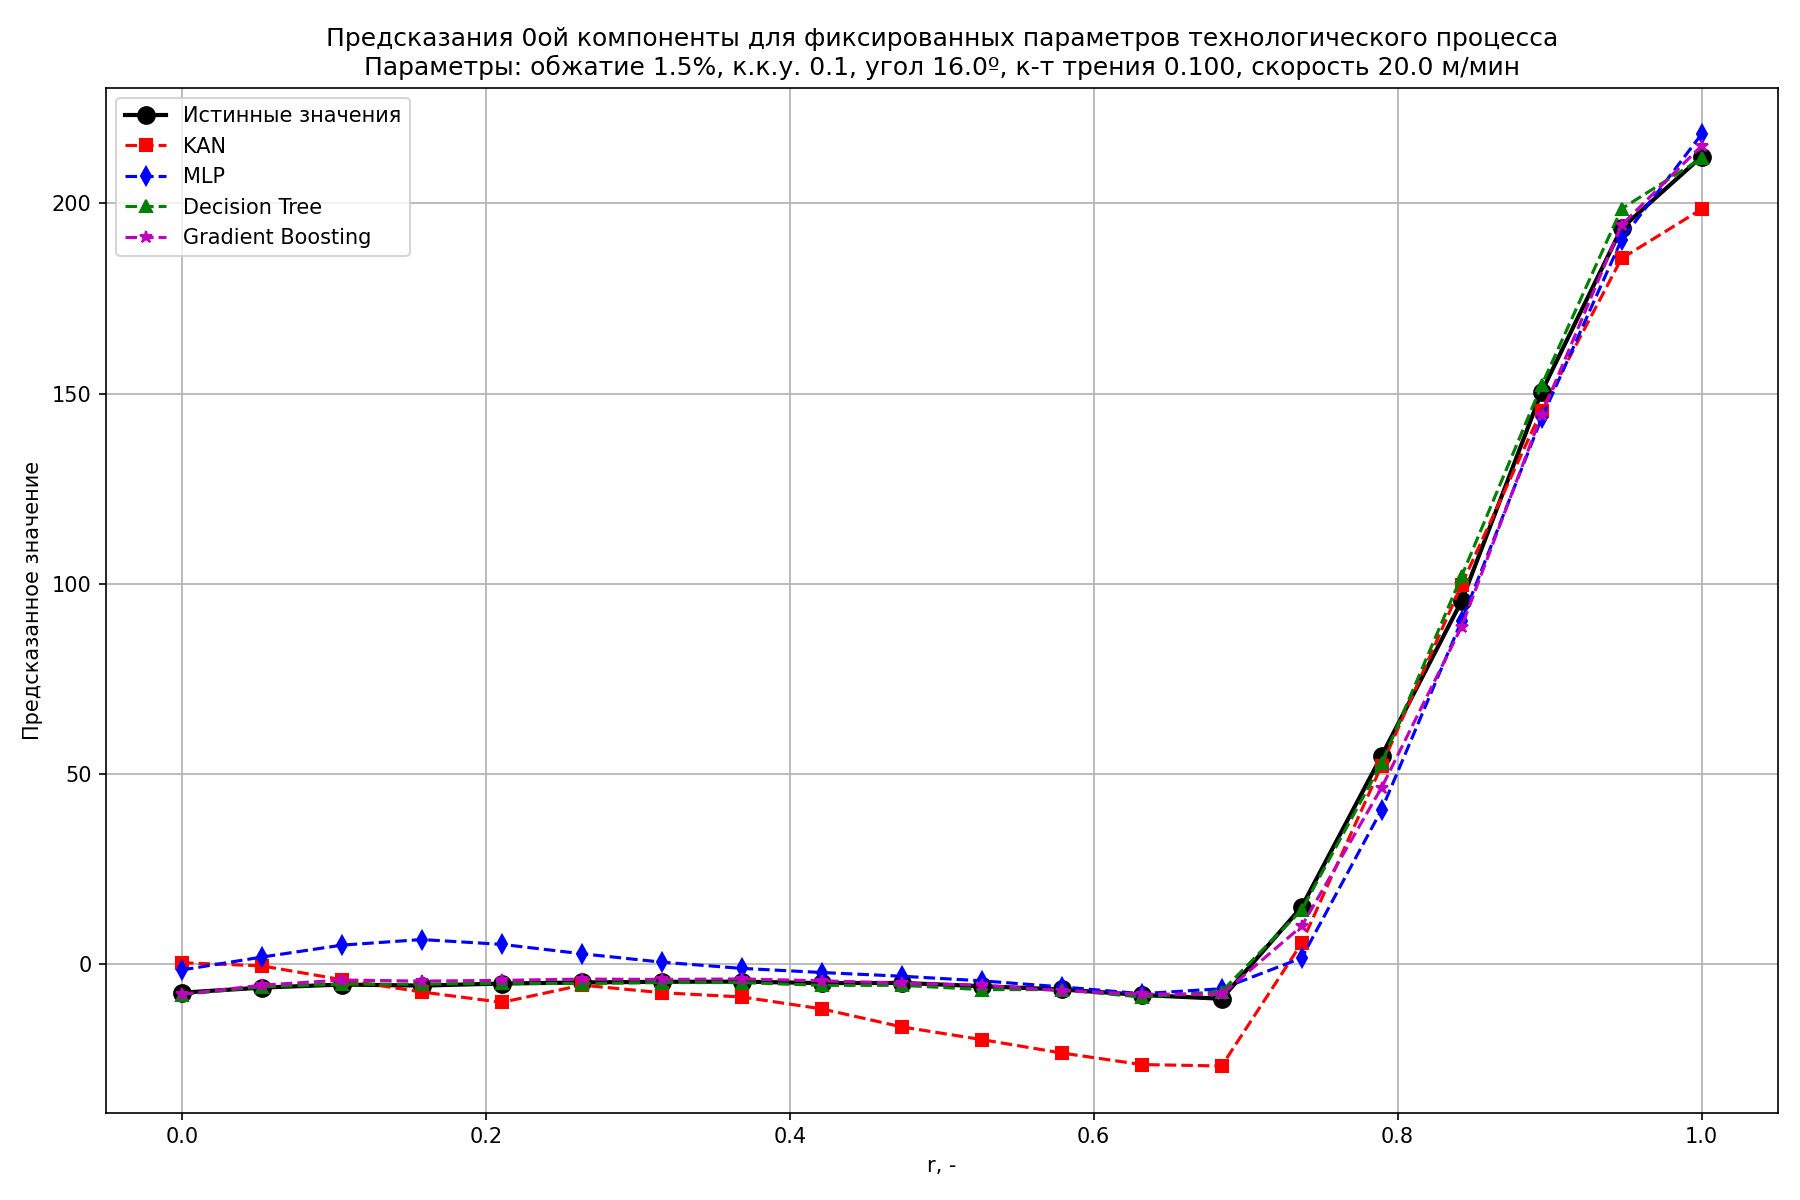 Предсказания 0ой компоненты для фиксированных параметров технологического процесса
Параметры: обжатие 1.5%, к.к.у. 0.1, угол 16.0º, к-т трения 0.100, скорость 20.0 м/мин
Истинные значения
KAN
MLP
Decision Tree
Gradient Boosting
Предсказанное значение
200
150
100
50
0
0.0
0.2
0.4
0.6
0.8
1.0
r, -